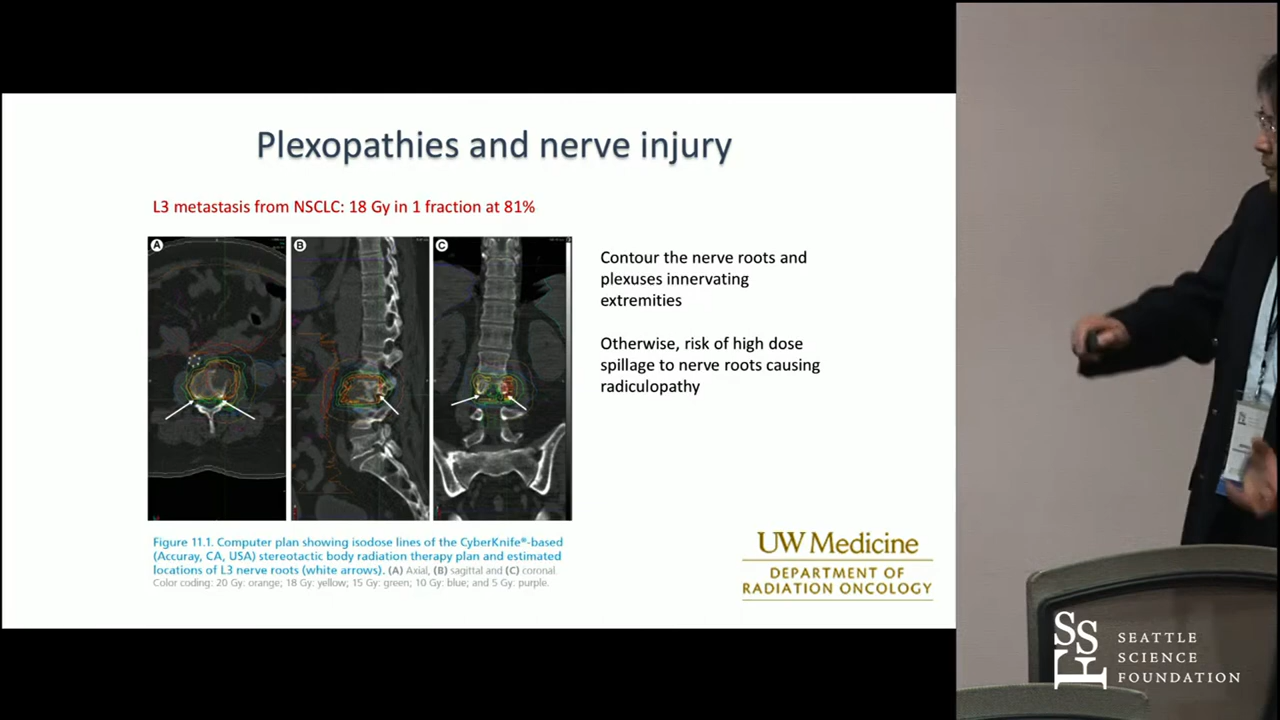 Plexopathies and nerve injury
L3 metastasis from NSCLC: 18 Gy in 1 fraction at 81%
A
B
C
Contour the nerve roots and
plexuses innervating
extremities
Otherwise, risk of high dose
spillage to nerve roots causing
radiculopathy
Figure 11.1. Computer plan showing isodose lines of the CyberKnife®-based
(Accuray, CA, USA) stereotactic body radiation therapy plan and estimated
locations of L3 nerve roots (white arrows). (A) Axial, (B) sagittal and (C) coronal.
Color coding: 20 Gy: orange; 18 Gy: yellow; 15 Gy: green; 10 Gy: blue; and 5 Gy: purple.
UW Medicine
DEPARTMENT OF
RADIATION ONCOLOGY
SSF
SEATTLE
SCIENCE
FOUNDATION